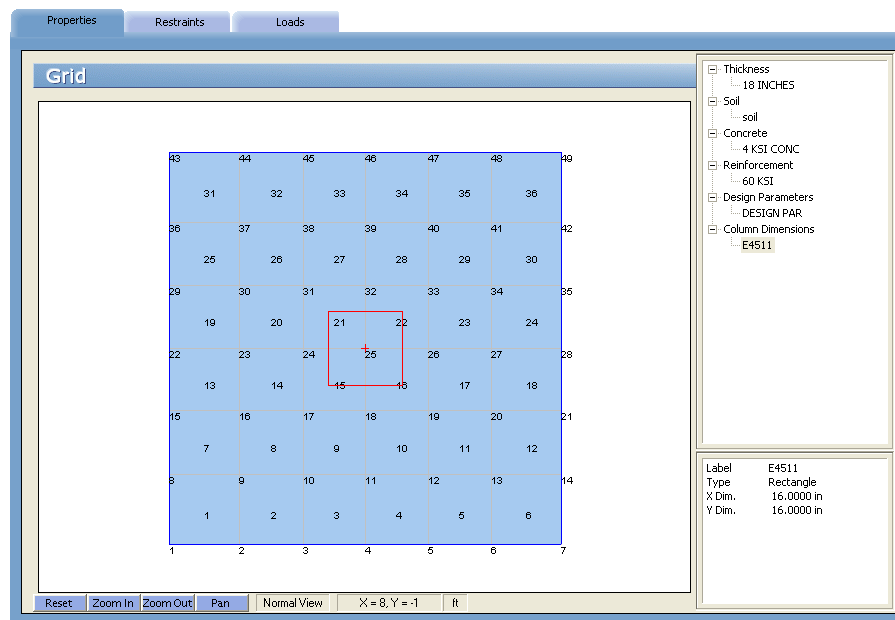 Properties Restraints Loads
Grid
43 44 45 46 47 48 49
31 32 33 34 35 36
36 37 38 39 40 41 42
25 26 27 28 29 30
29 30 31 32 33 34 35
19 20 21 22 23 24
22 23 24 25 26 27 28
13 14 15 16 17 18
15 16 17 18 19 20 21
7 8 9 10 11 12
8 9 10 11 12 13 14
1 2 3 4 5 6
1 2 3 4 5 6 7
Reset Zoom In Zoom Out Pan Normal View X = 8, Y = -1 ft
Thickness
18 INCHES
Soil
soil
Concrete
4 KSI CONC
Reinforcement
60 KSI
Design Parameters
DESIGN PAR
Column Dimensions
E4511
Label E4511
Type Rectangle
X Dim. 16.0000 in
Y Dim. 16.0000 in